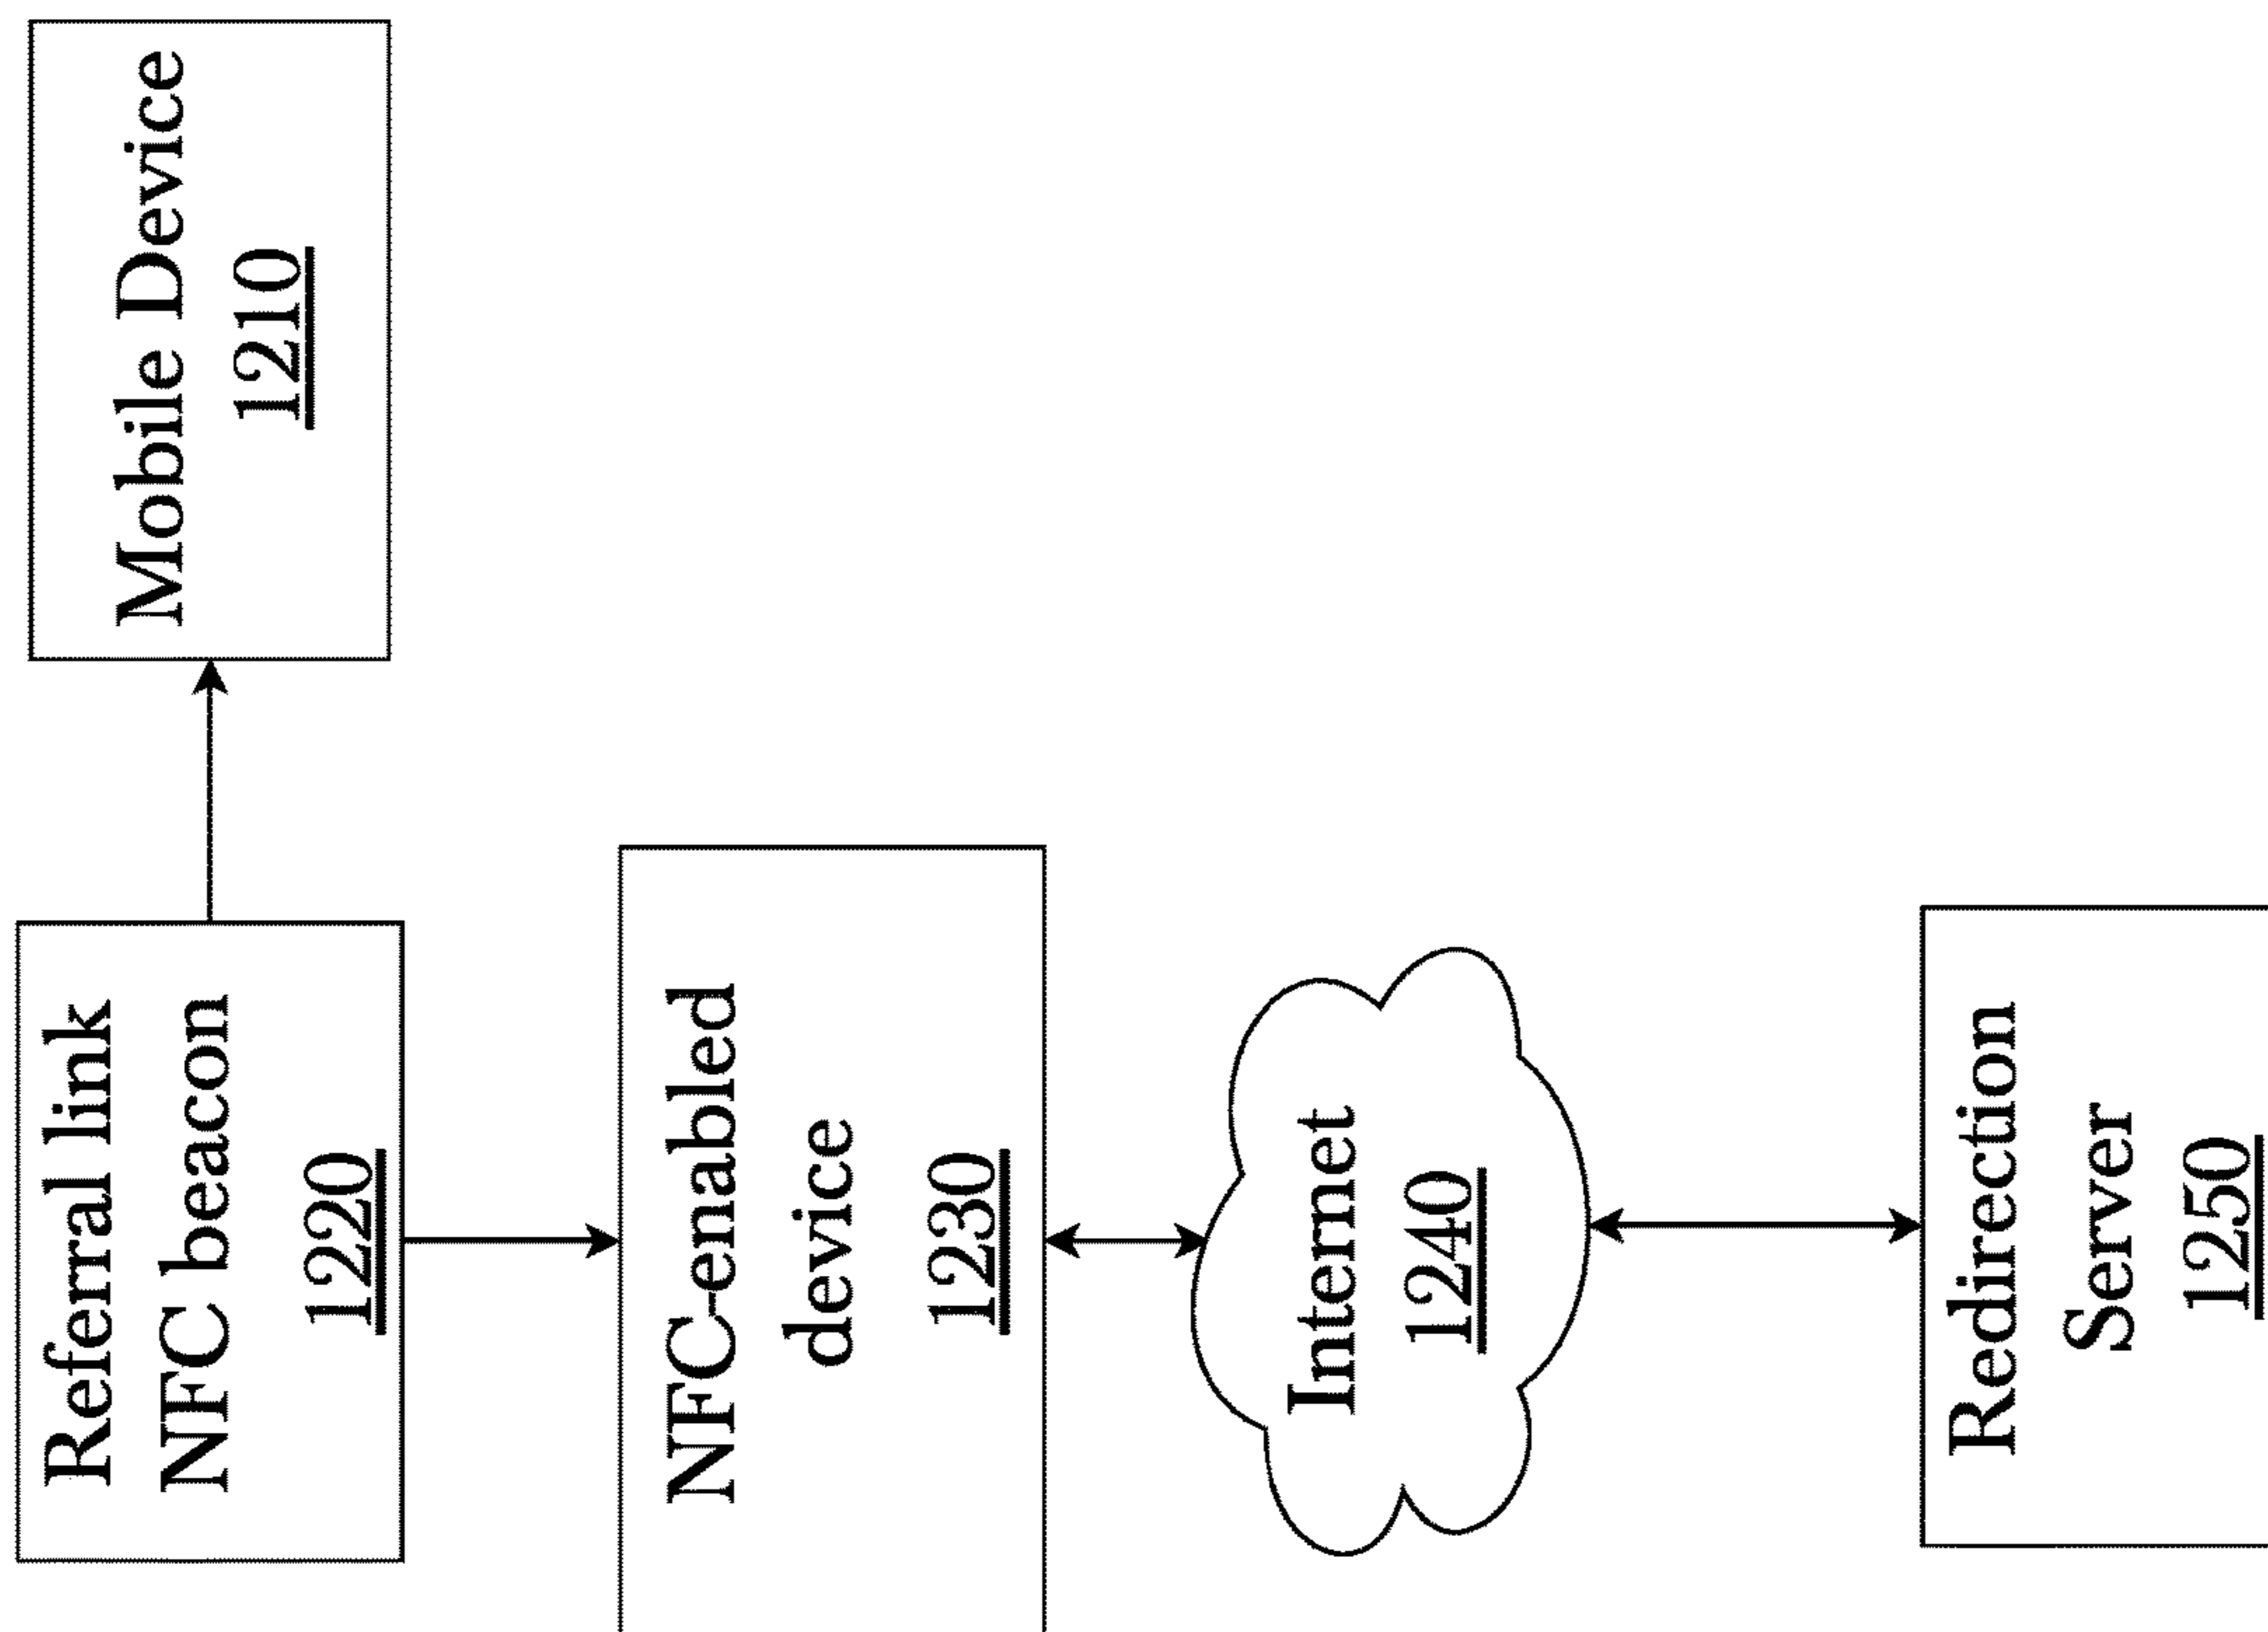 Referral link
NFC beacon
1220
Mobile Device
1210
NFC-enabled
device
1230
Internet
1240
Redirection
Server
1250